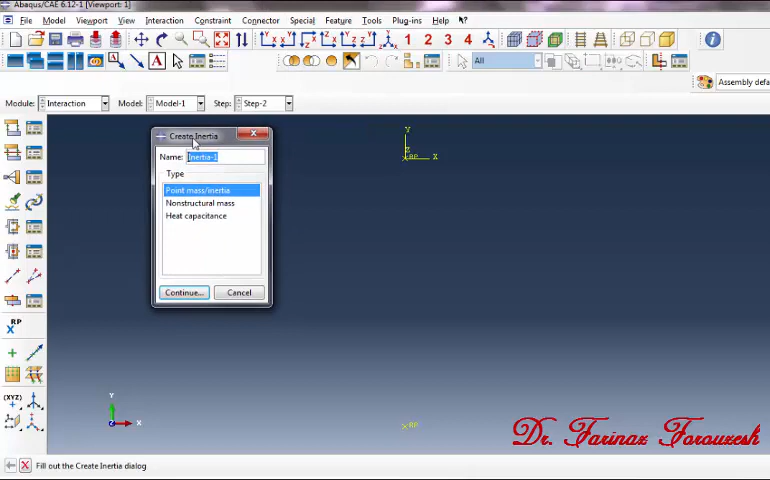 Abaqus/CAE 6.12-1 [Viewport: 1]
File Model Viewport View Interaction Constraint Connector Special Feature Tools Plug-ins Help
1 2 3 4
All
Assembly defa
Module: Interaction Model: Model-1 Step: Step-2
Create Inertia
Name: Inertia-1
Type
Point mass/inertia
Nonstructural mass
Heat capacitance
Continue... Cancel
Y
Z
RP
X
RP
(XYZ)
Y
X
RP
Dr. Farinaz Forouzesh
Fill out the Create Inertia dialog